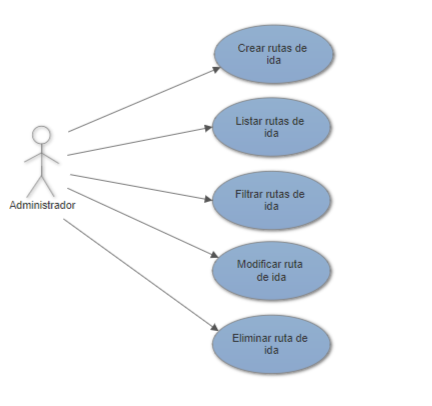 Crear rutas de
ida
Listar rutas de
ida
Filtrar rutas de
ida
Administrador
Modificar ruta
de ida
Eliminar ruta de
ida